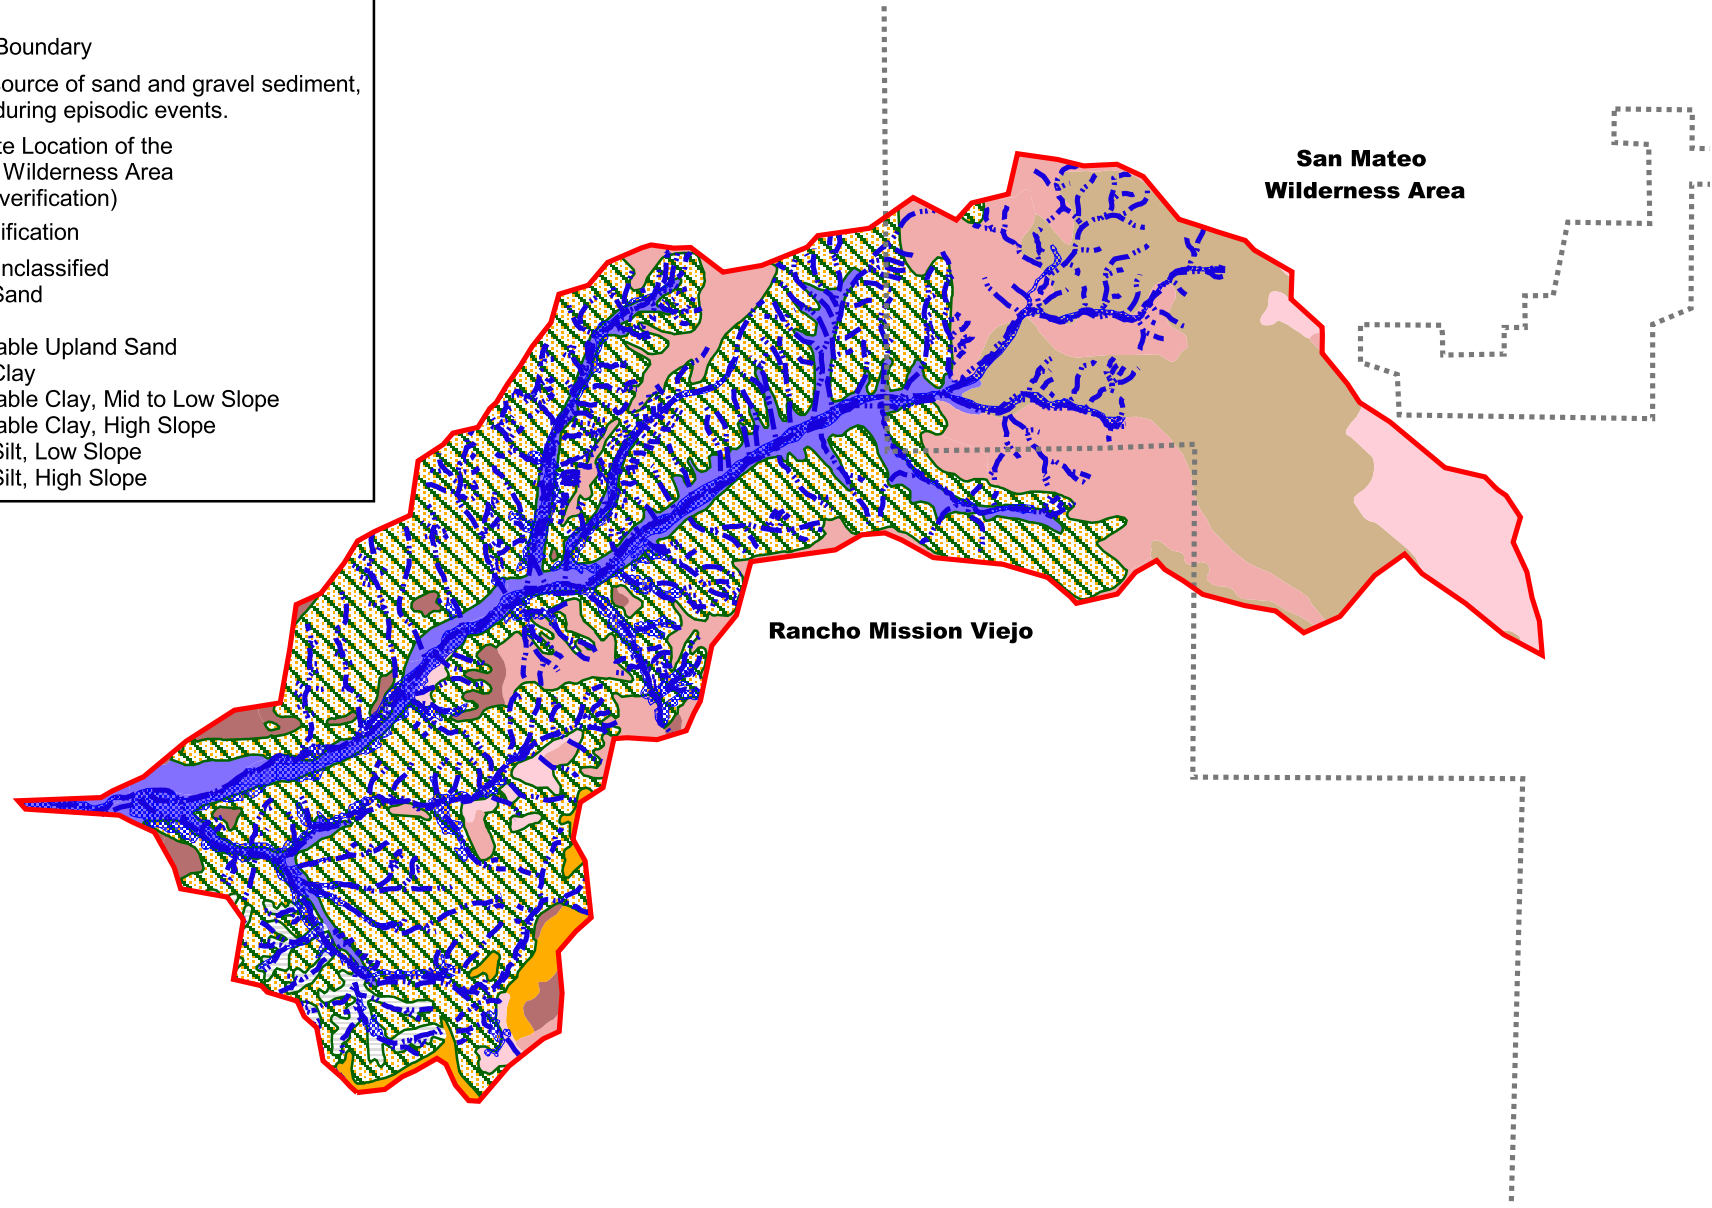 Boundary
source of sand and gravel sediment,
during episodic events.
te Location of the
Wilderness Area
verification)
ification
nclassified
Sand
able Upland Sand
Clay
able Clay, Mid to Low Slope
able Clay, High Slope
Silt, Low Slope
Silt, High Slope
San Mateo
Wilderness Area
Rancho Mission Viejo